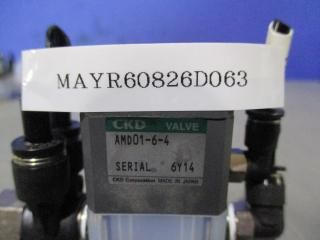 MAYR60826D063
CKD VALVE
AMD01-6-4
SERIAL 6Y14
CKD Corporation MADE IN JAPAN